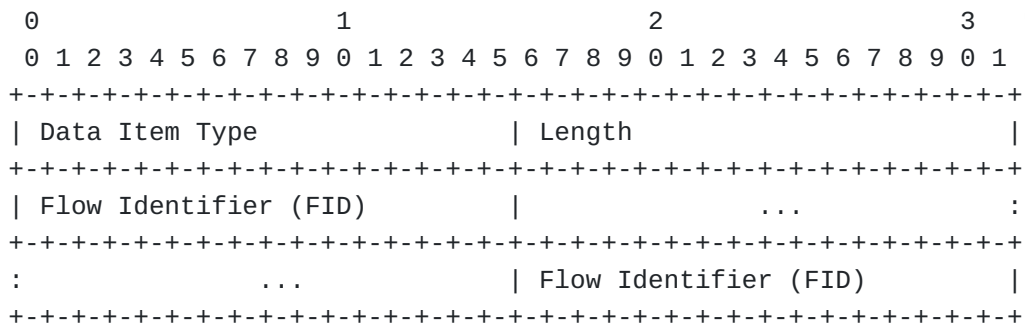 0                   1                   2                   3
 0 1 2 3 4 5 6 7 8 9 0 1 2 3 4 5 6 7 8 9 0 1 2 3 4 5 6 7 8 9 0 1
+-+-+-+-+-+-+-+-+-+-+-+-+-+-+-+-+-+-+-+-+-+-+-+-+-+-+-+-+-+-+-+-+
| Data Item Type                | Length                        |
+-+-+-+-+-+-+-+-+-+-+-+-+-+-+-+-+-+-+-+-+-+-+-+-+-+-+-+-+-+-+-+-+
| Flow Identifier (FID)         |               ...             :
+-+-+-+-+-+-+-+-+-+-+-+-+-+-+-+-+-+-+-+-+-+-+-+-+-+-+-+-+-+-+-+-+
:               ...             | Flow Identifier (FID)         |
+-+-+-+-+-+-+-+-+-+-+-+-+-+-+-+-+-+-+-+-+-+-+-+-+-+-+-+-+-+-+-+-+